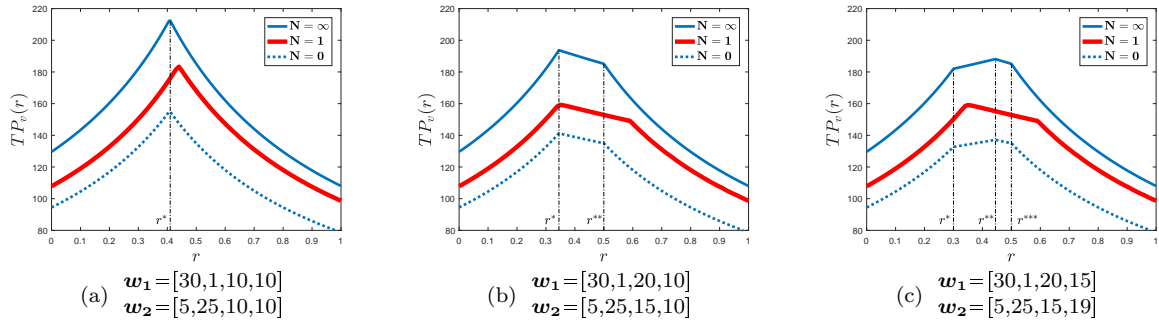 220
200
180
160
140
120
100
80
TP_v(r)
N = ∞
N = 1
N = 0
r*
0 0.1 0.2 0.3 0.4 0.5 0.6 0.7 0.8 0.9 1
r
(a) w₁=[30,1,10,10]
w₂=[5,25,10,10]
220
200
180
160
140
120
100
80
TP_v(r)
N = ∞
N = 1
N = 0
r* r**
0 0.1 0.2 0.3 0.4 0.5 0.6 0.7 0.8 0.9 1
r
(b) w₁=[30,1,20,10]
w₂=[5,25,15,10]
220
200
180
160
140
120
100
80
TP_v(r)
N = ∞
N = 1
N = 0
r* r** r***
0 0.1 0.2 0.3 0.4 0.5 0.6 0.7 0.8 0.9 1
r
(c) w₁=[30,1,20,15]
w₂=[5,25,15,19]